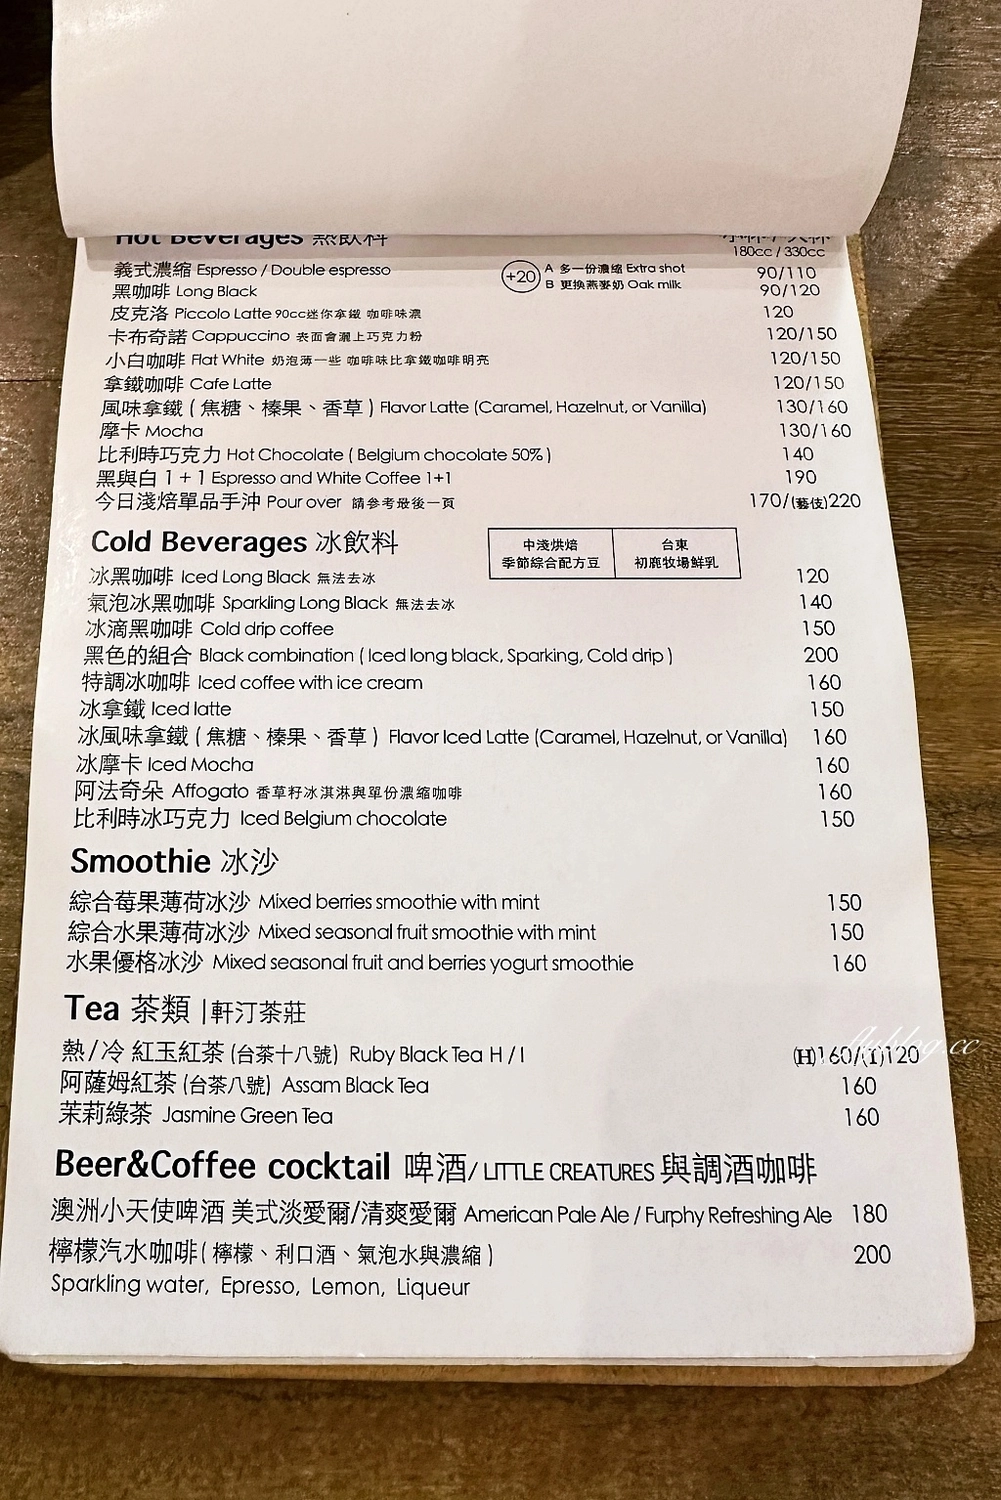 Hot Beverages 熱飲料 小杯 / 大杯
180cc / 330cc
義式濃縮 Espresso / Double espresso +20 A 多一份濃縮 Extra shot 90/110
黑咖啡 Long Black B 更換燕麥奶 Oak milk 90/120
皮克洛 Piccolo Latte 90cc迷你拿鐵 咖啡味濃 120
卡布奇諾 Cappuccino 表面會灑上巧克力粉 120/150
小白咖啡 Flat White 奶泡薄一些 咖啡味比拿鐵咖啡明亮 120/150
拿鐵咖啡 Cafe Latte 120/150
風味拿鐵 ( 焦糖、榛果、香草 ) Flavor Latte (Caramel, Hazelnut, or Vanilla) 130/160
摩卡 Mocha 130/160
比利時巧克力 Hot Chocolate ( Belgium chocolate 50% ) 140
黑與白 1 + 1 Espresso and White Coffee 1+1 190
今日淺焙單品手沖 Pour over 請參考最後一頁 170/(藝伎)220
Cold Beverages 冰飲料 中淺烘焙 台東
季節綜合配方豆 初鹿牧場鮮乳
冰黑咖啡 Iced Long Black 無法去冰 120
氣泡冰黑咖啡 Sparkling Long Black 無法去冰 140
冰滴黑咖啡 Cold drip coffee 150
黑色的組合 Black combination ( Iced long black, Sparking, Cold drip ) 200
特調冰咖啡 Iced coffee with ice cream 160
冰拿鐵 Iced latte 150
冰風味拿鐵 ( 焦糖、榛果、香草 ) Flavor Iced Latte (Caramel, Hazelnut, or Vanilla) 160
冰摩卡 Iced Mocha 160
阿法奇朵 Affogato 香草籽冰淇淋與單份濃縮咖啡 160
比利時冰巧克力 Iced Belgium chocolate 150
Smoothie 冰沙
綜合莓果薄荷冰沙 Mixed berries smoothie with mint 150
綜合水果薄荷冰沙 Mixed seasonal fruit smoothie with mint 150
水果優格冰沙 Mixed seasonal fruit and berries yogurt smoothie 160
Tea 茶類 |軒汀茶莊
熱/冷 紅玉紅茶 (台茶十八號) Ruby Black Tea H / I (H)160/(I)120
阿薩姆紅茶 (台茶八號) Assam Black Tea 160
茉莉綠茶 Jasmine Green Tea 160
Beer&Coffee cocktail 啤酒/ LITTLE CREATURES 與調酒咖啡
澳洲小天使啤酒 美式淡愛爾/清爽愛爾 American Pale Ale / Furphy Refreshing Ale 180
檸檬汽水咖啡( 檸檬、利口酒、氣泡水與濃縮 ) 200
Sparkling water, Epresso, Lemon, Liqueur